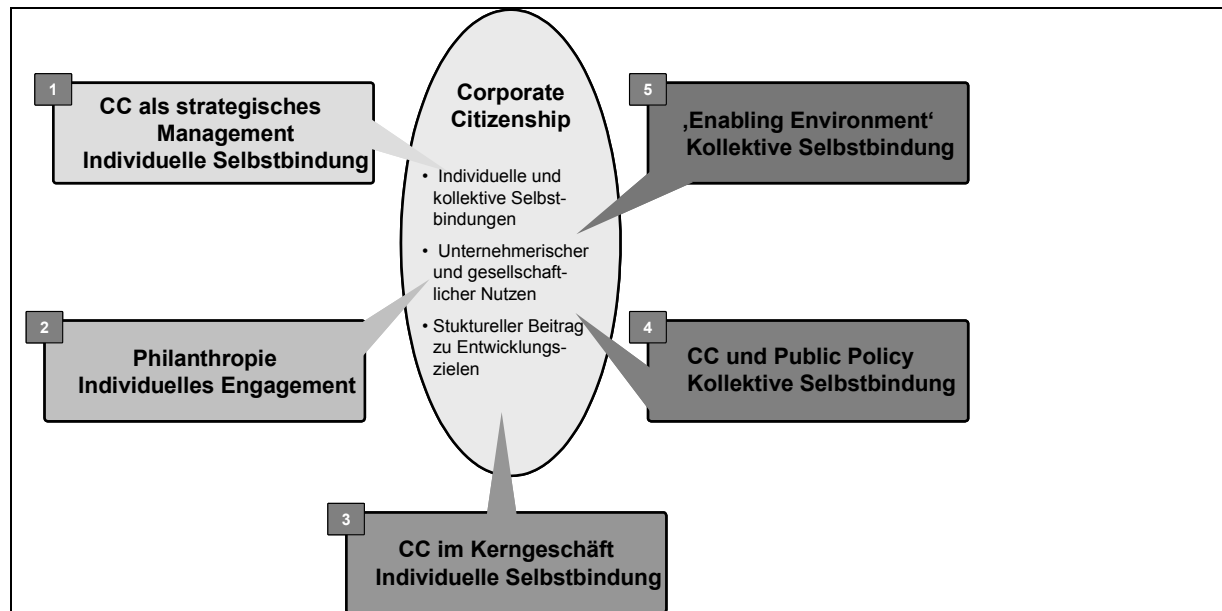 1
CC als strategisches
Management
Individuelle Selbstbindung
2
Philanthropie
Individuelles Engagement
Corporate
Citizenship
• Individuelle und
kollektive Selbst-
bindungen
• Unternehmerischer
und gesellschaft-
licher Nutzen
• Stuktureller Beitrag
zu Entwicklungs-
zielen
3
CC im Kerngeschäft
Individuelle Selbstbindung
4
CC und Public Policy
Kollektive Selbstbindung
5
‚Enabling Environment‘
Kollektive Selbstbindung